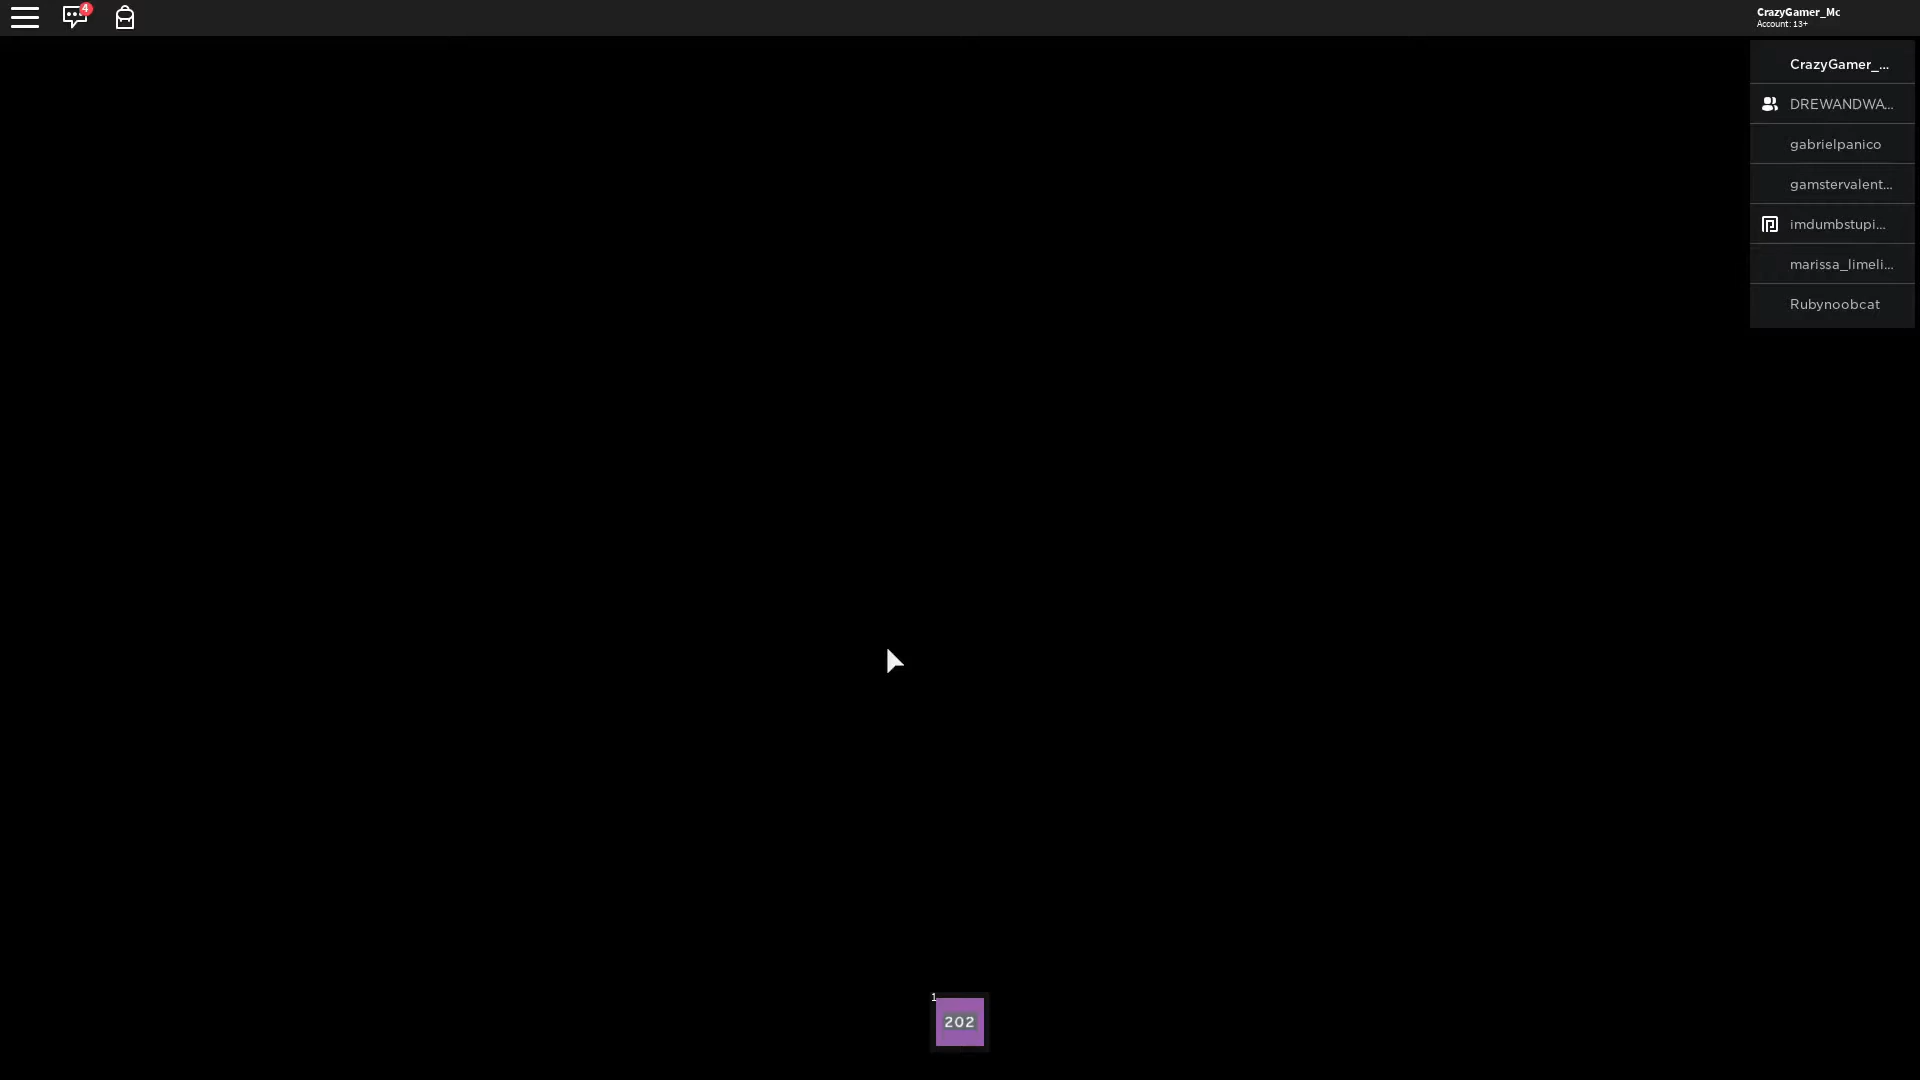 4
CrazyGamer_Mc
Account: 13+
CrazyGamer_...
DREWANDWA...
gabrielpanico
gamstervalent...
imdumbstupi...
marissa_limeli...
Rubynoobcat
1
202